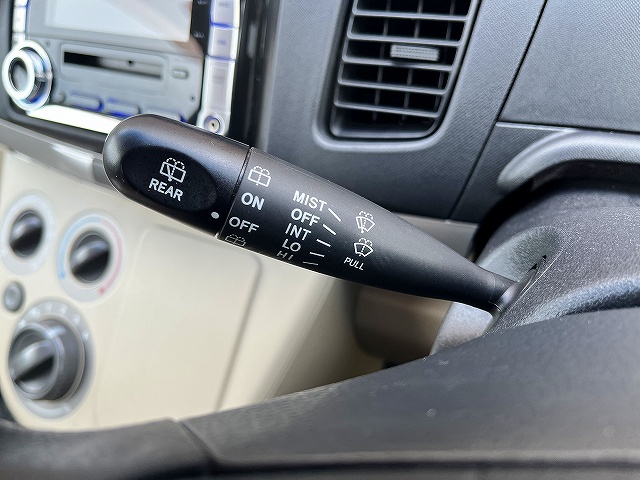 REAR
ON
OFF
MIST
OFF
INT
LO
HI
PULL